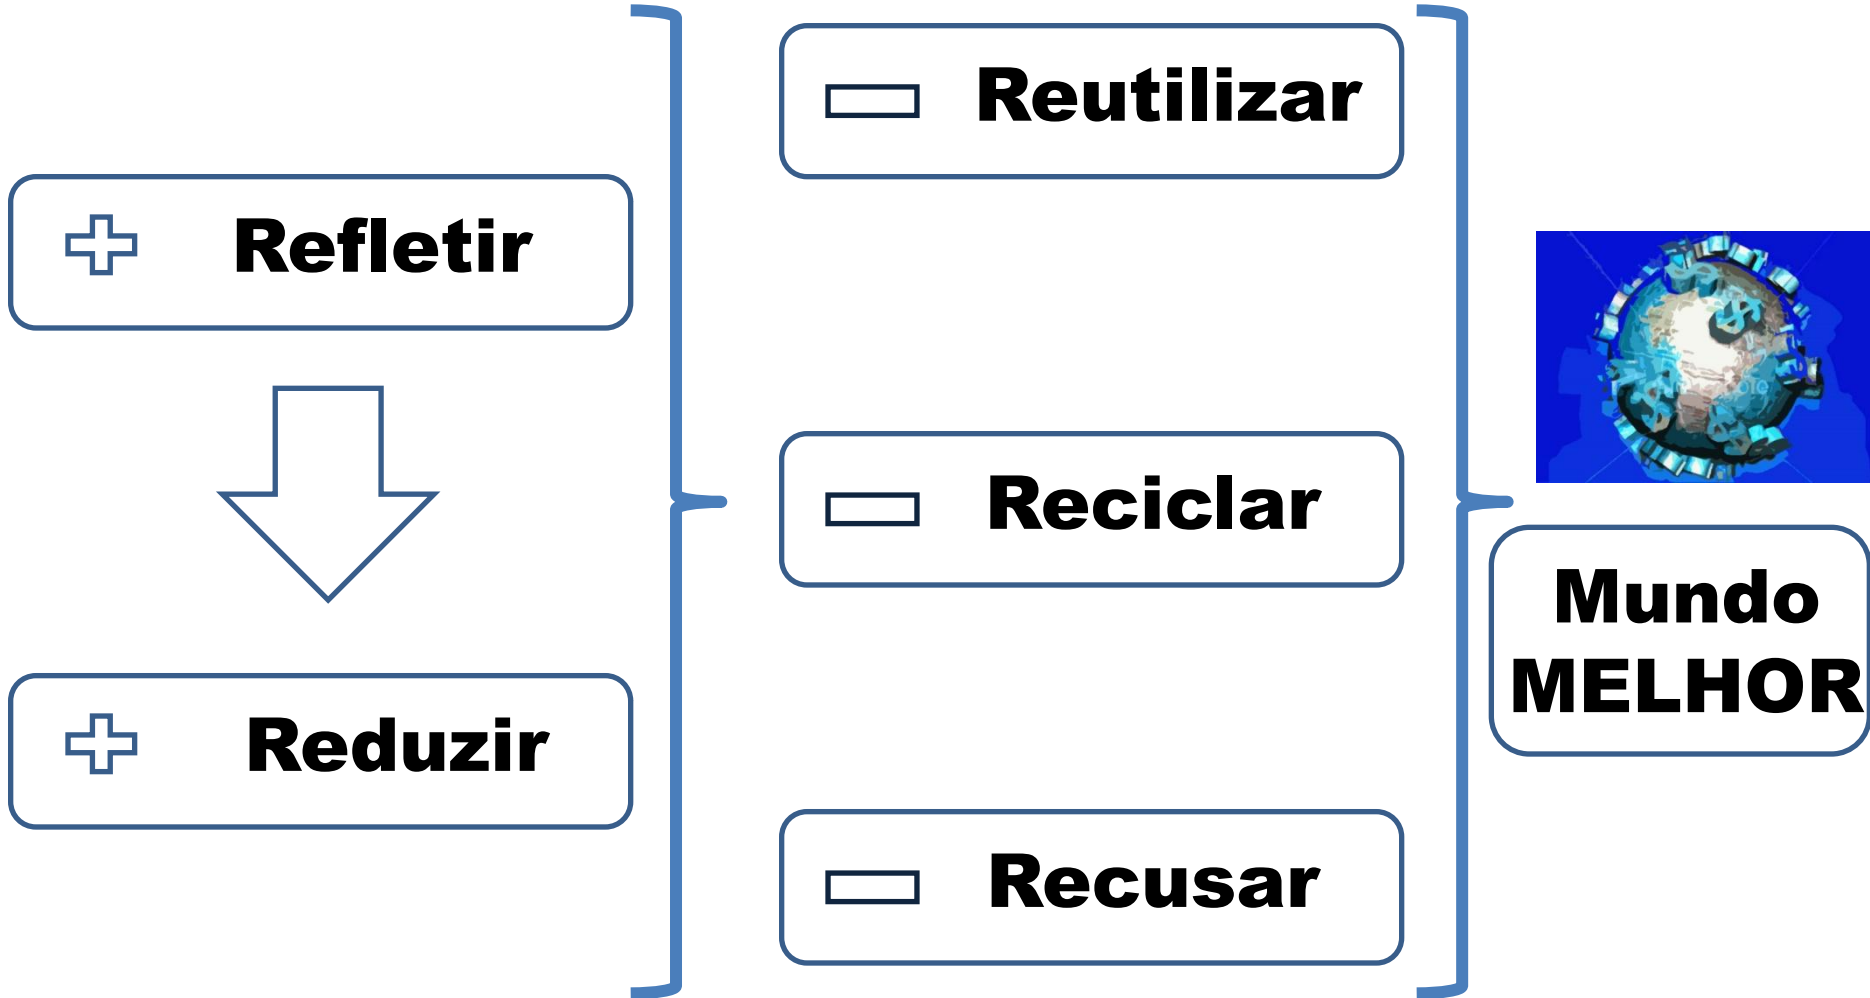 Refletir
Reduzir
Reutilizar
Reciclar
Recusar
Mundo
MELHOR